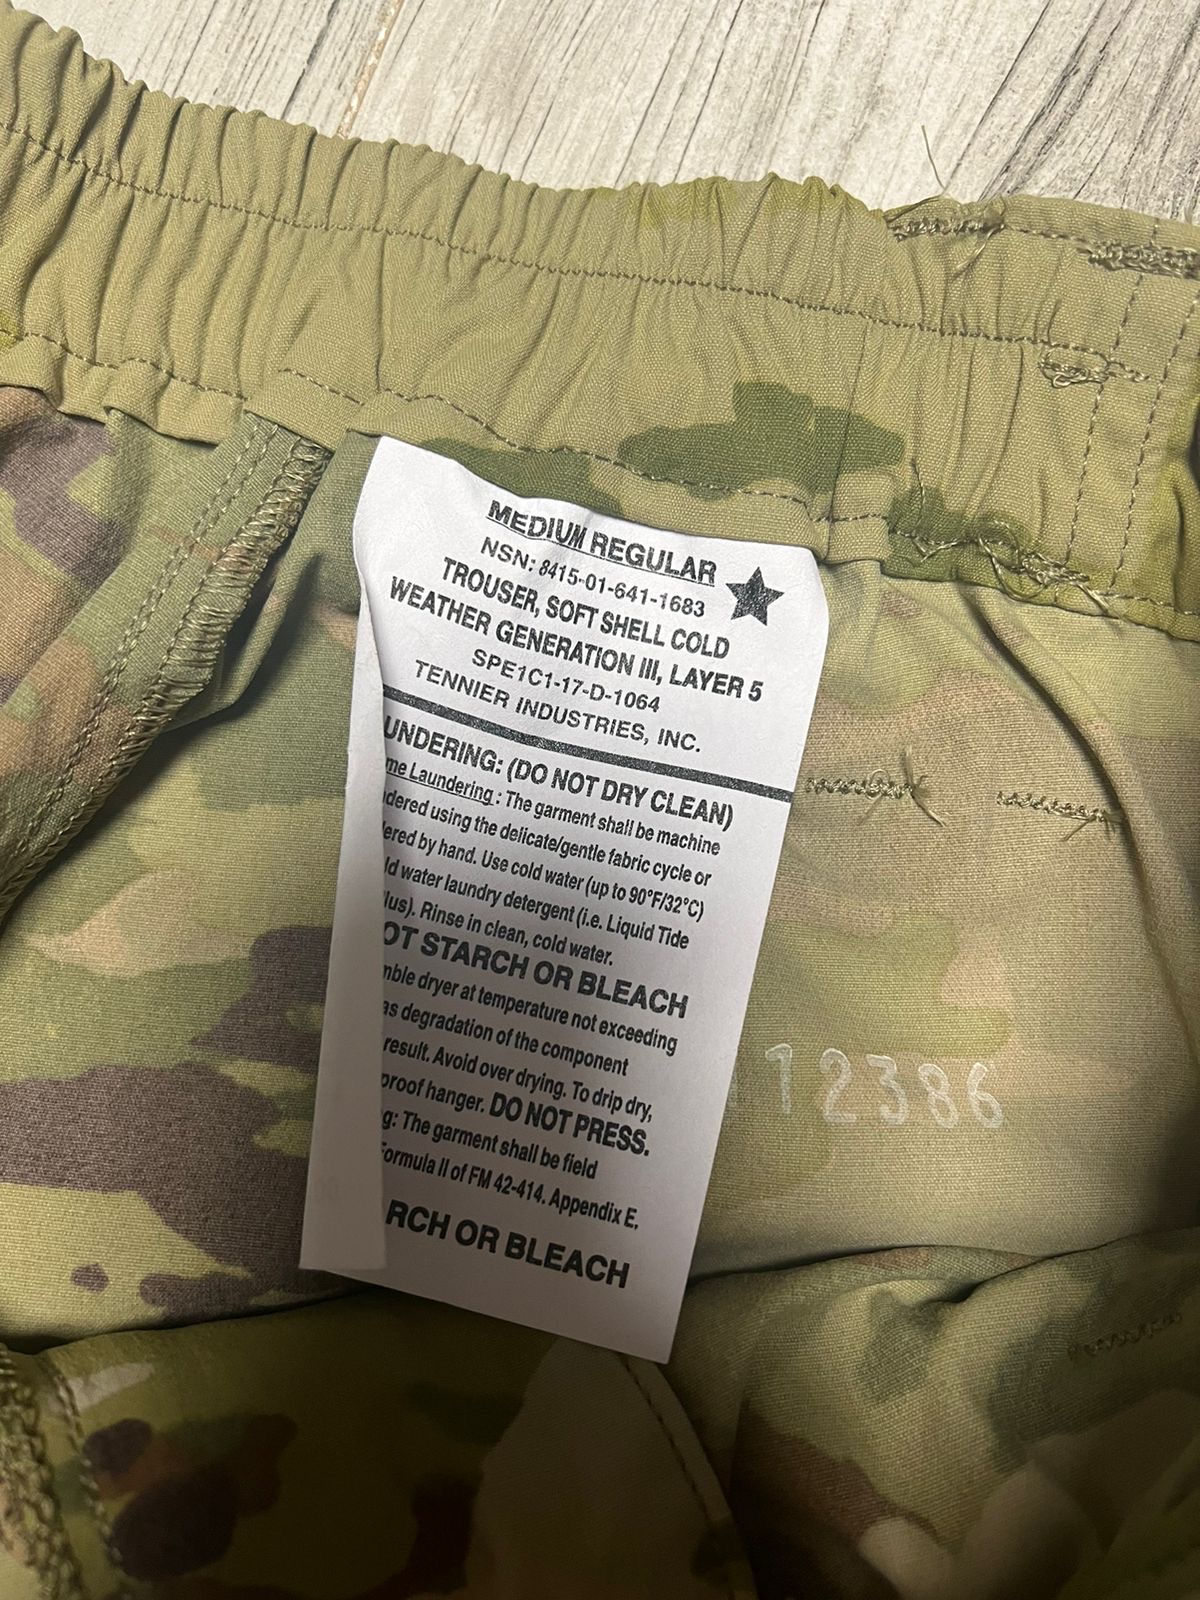 MEDIUM REGULAR
NSN: 8415-01-641-1683
TROUSER, SOFT SHELL COLD
WEATHER GENERATION III, LAYER 5
SPE1C1-17-D-1064
TENNIER INDUSTRIES, INC.
UNDERING: (DO NOT DRY CLEAN)
me Laundering : The garment shall be machine
dered using the delicate/gentle fabric cycle or
ered by hand. Use cold water (up to 90°F/32°C)
ld water laundry detergent (i.e. Liquid Tide
lus). Rinse in clean, cold water.
OT STARCH OR BLEACH
mble dryer at temperature not exceeding
as degradation of the component
result. Avoid over drying. To drip dry,
proof hanger. DO NOT PRESS.
g: The garment shall be field
Formula II of FM 42-414. Appendix E.
RCH OR BLEACH
112386